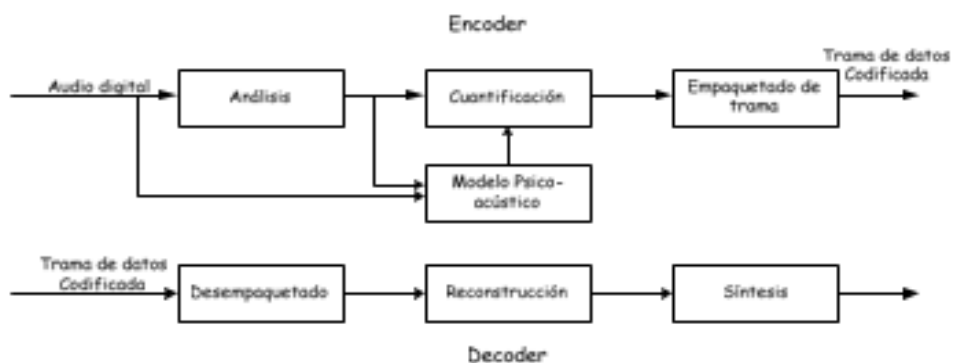 Encoder
Audio digital
Análisis
Cuantificación
Empaquetado de
trama
Trama de datos
Codificada
Modelo Psico-
acústico
Trama de datos
Codificada
Desempaquetado
Reconstrucción
Síntesis
Decoder